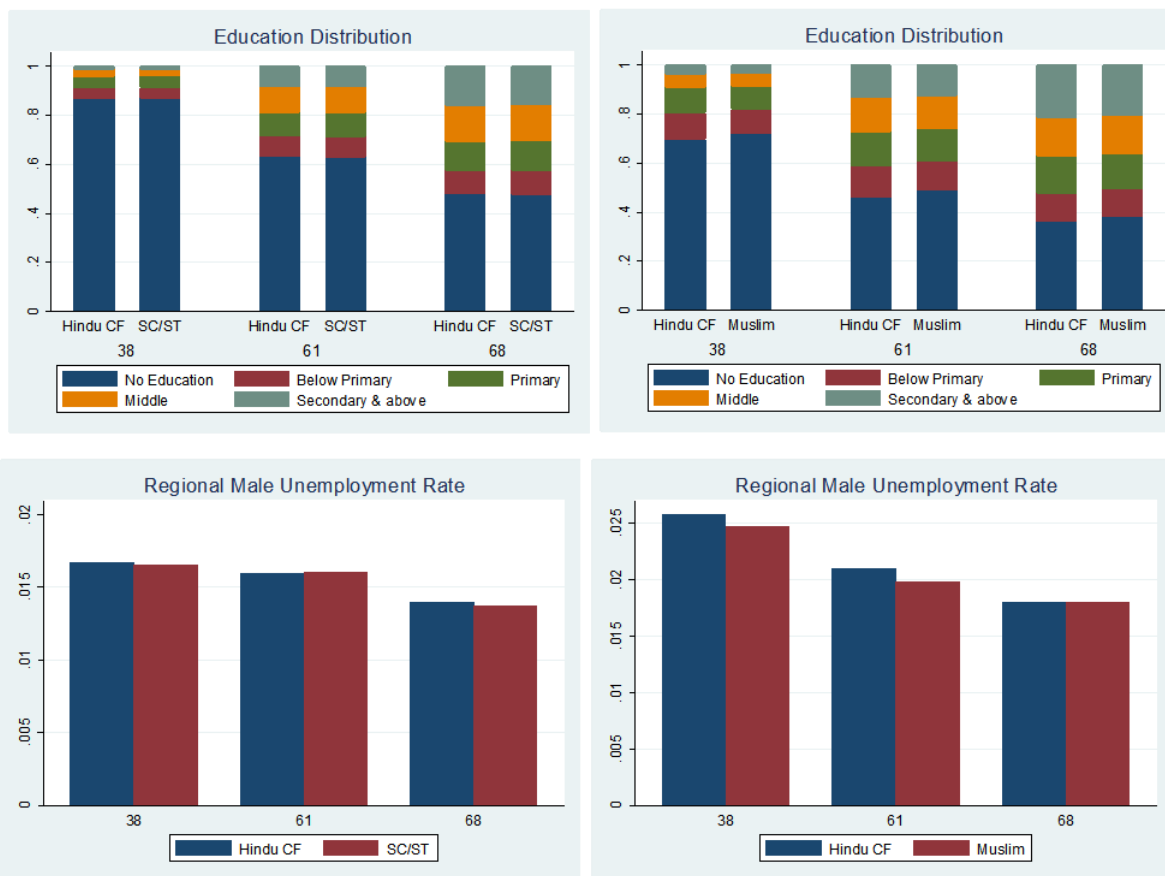 Education Distribution
1
.8
.6
.4
.2
0
Hindu CF SC/ST Hindu CF SC/ST Hindu CF SC/ST
38 61 68
No Education Below Primary Primary
Middle Secondary & above
Education Distribution
1
.8
.6
.4
.2
0
Hindu CF Muslim Hindu CF Muslim Hindu CF Muslim
38 61 68
No Education Below Primary Primary
Middle Secondary & above
Regional Male Unemployment Rate
.02
.015
.01
.005
0
38 61 68
Hindu CF SC/ST
Regional Male Unemployment Rate
.025
.02
.015
.01
.005
0
38 61 68
Hindu CF Muslim